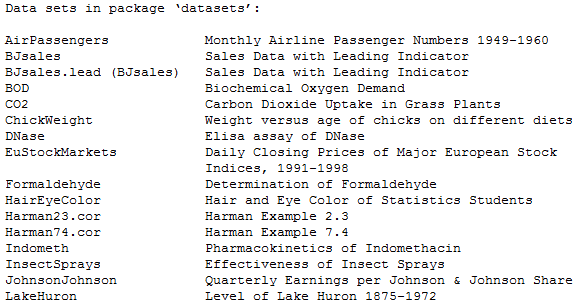 Data sets in package ‘datasets’:
AirPassengers Monthly Airline Passenger Numbers 1949-1960
BJsales Sales Data with Leading Indicator
BJsales.lead (BJsales) Sales Data with Leading Indicator
BOD Biochemical Oxygen Demand
CO2 Carbon Dioxide Uptake in Grass Plants
ChickWeight Weight versus age of chicks on different diets
DNase Elisa assay of DNase
EuStockMarkets Daily Closing Prices of Major European Stock
Indices, 1991-1998
Formaldehyde Determination of Formaldehyde
HairEyeColor Hair and Eye Color of Statistics Students
Harman23.cor Harman Example 2.3
Harman74.cor Harman Example 7.4
Indometh Pharmacokinetics of Indomethacin
InsectSprays Effectiveness of Insect Sprays
JohnsonJohnson Quarterly Earnings per Johnson & Johnson Share
LakeHuron Level of Lake Huron 1875-1972